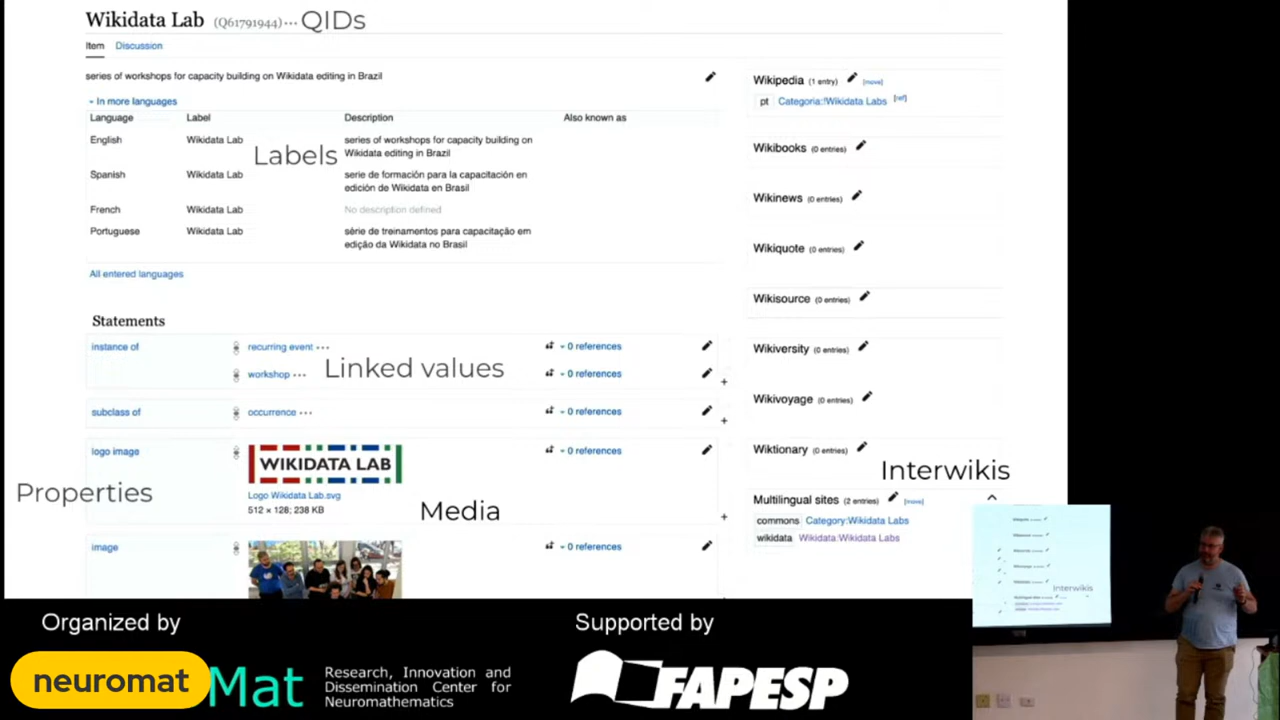 Wikidata Lab (Q61791944) ··· QIDs
Item Discussion
series of workshops for capacity building on Wikidata editing in Brazil
In more languages
Language Label Description Also known as
English Wikidata Lab series of workshops for capacity building on
Wikidata editing in Brazil
Labels
Spanish Wikidata Lab serie de formación para la capacitación en
edición de Wikidata en Brasil
French Wikidata Lab No description defined
Portuguese Wikidata Lab série de treinamentos para capacitação em
edição da Wikidata no Brasil
All entered languages
Statements
instance of recurring event ··· 0 references
workshop ··· 0 references
Linked values
+
subclass of occurrence ··· 0 references
+
logo image
WIKIDATA LAB
0 references
Logo Wikidata Lab.svg
512 × 128; 238 KB
Properties
Media
+
image 0 references
Wikipedia (1 entry) [move]
pt Categoria:!Wikidata Labs [ref]
Wikibooks (0 entries)
Wikinews (0 entries)
Wikiquote (0 entries)
Wikisource (0 entries)
Wikiversity (0 entries)
Wikivoyage (0 entries)
Wiktionary (0 entries)
Interwikis
Multilingual sites (2 entries)
commons Category:Wikidata Labs
wikidata Wikidata:Wikidata Labs
Interwikis
Organized by
neuromat
Mat
Research, Innovation and
Dissemination Center for
Neuromathematics
Supported by
FAPESP